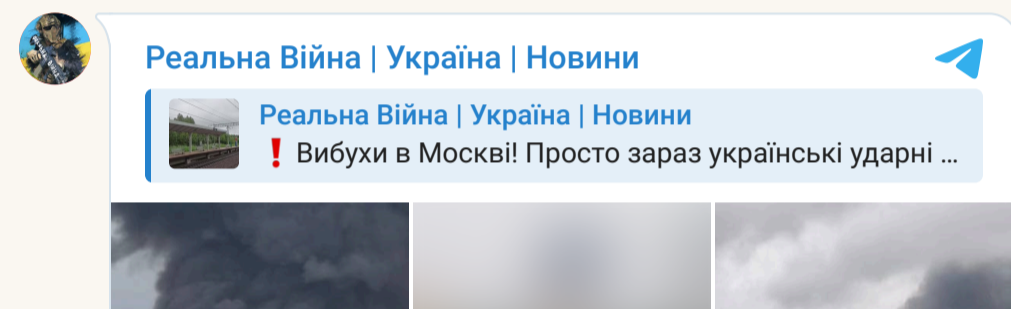 Реальна Війна | Україна | Новини
Реальна Війна | Україна | Новини
❗ Вибухи в Москві! Просто зараз українські ударні ...